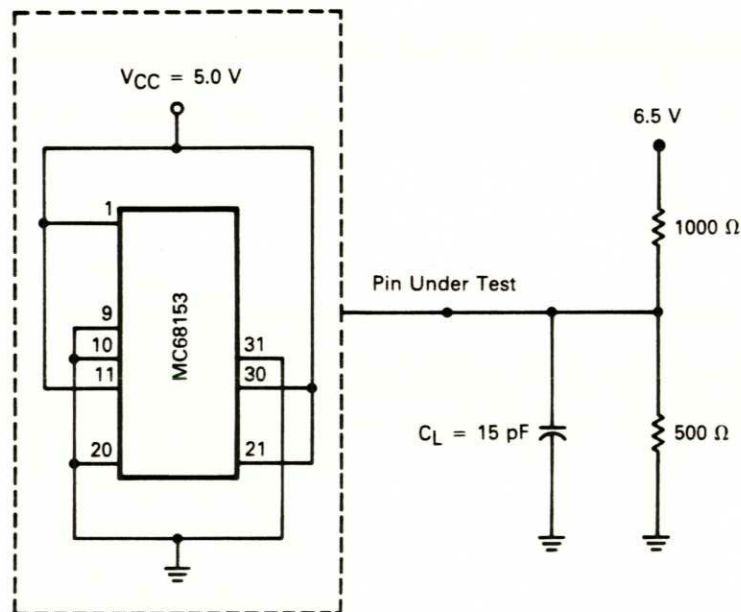 VCC = 5.0 V
6.5 V
1
1000 Ω
Pin Under Test
9
MC68153
10
31
11
30
20
21
CL = 15 pF
500 Ω